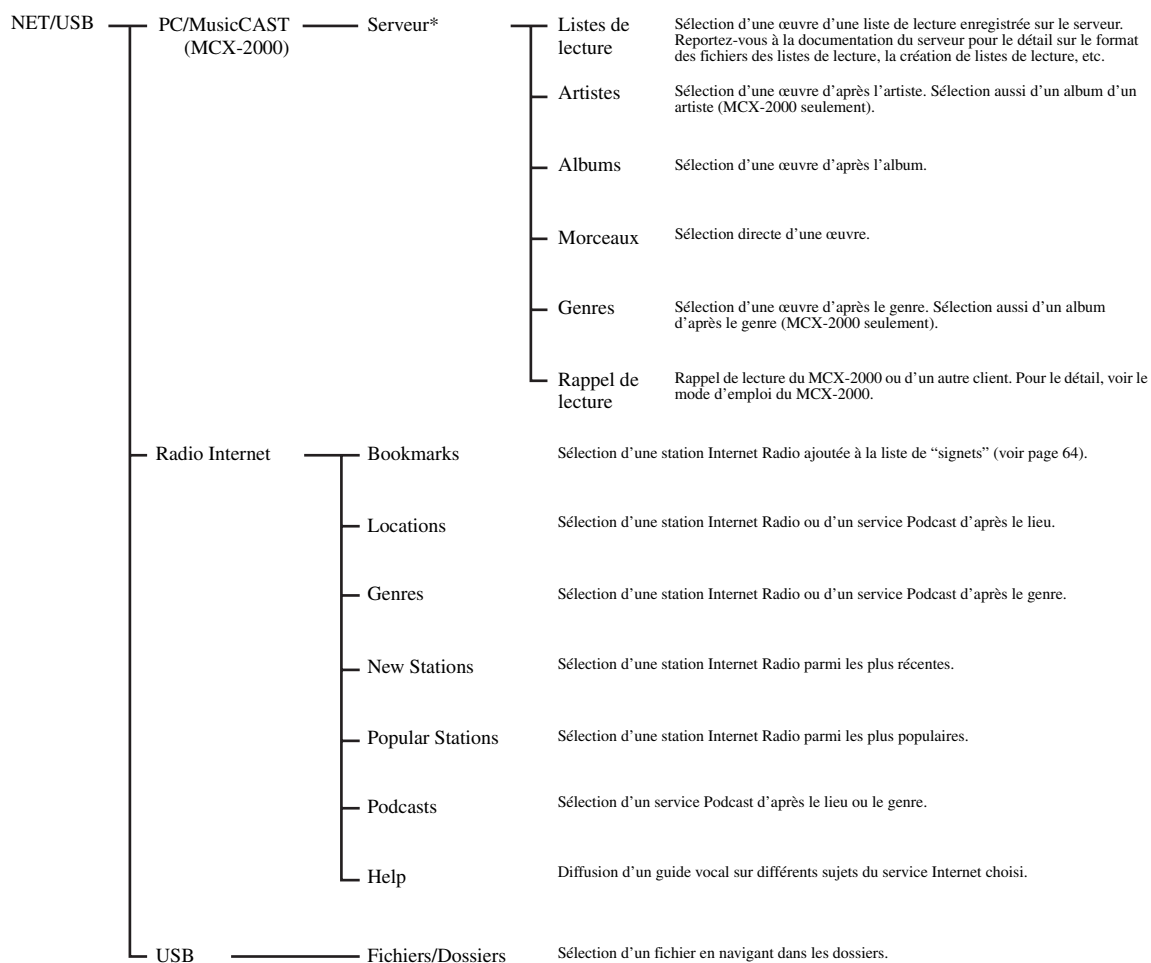 NET/USB
PC/MusicCAST
(MCX-2000)
Serveur*
Listes de
lecture
Sélection d’une œuvre d’une liste de lecture enregistrée sur le serveur.
Reportez-vous à la documentation du serveur pour le détail sur le format
des fichiers des listes de lecture, la création de listes de lecture, etc.
Artistes
Sélection d’une œuvre d’après l’artiste. Sélection aussi d’un album d’un
artiste (MCX-2000 seulement).
Albums
Sélection d’une œuvre d’après l’album.
Morceaux
Sélection directe d’une œuvre.
Genres
Sélection d’une œuvre d’après le genre. Sélection aussi d’un album
d’après le genre (MCX-2000 seulement).
Rappel de
lecture
Rappel de lecture du MCX-2000 ou d’un autre client. Pour le détail, voir le
mode d’emploi du MCX-2000.
Radio Internet
Bookmarks
Sélection d’une station Internet Radio ajoutée à la liste de “signets” (voir page 64).
Locations
Sélection d’une station Internet Radio ou d’un service Podcast d’après le lieu.
Genres
Sélection d’une station Internet Radio ou d’un service Podcast d’après le genre.
New Stations
Sélection d’une station Internet Radio parmi les plus récentes.
Popular Stations
Sélection d’une station Internet Radio parmi les plus populaires.
Podcasts
Sélection d’un service Podcast d’après le lieu ou le genre.
Help
Diffusion d’un guide vocal sur différents sujets du service Internet choisi.
USB
Fichiers/Dossiers
Sélection d’un fichier en navigant dans les dossiers.